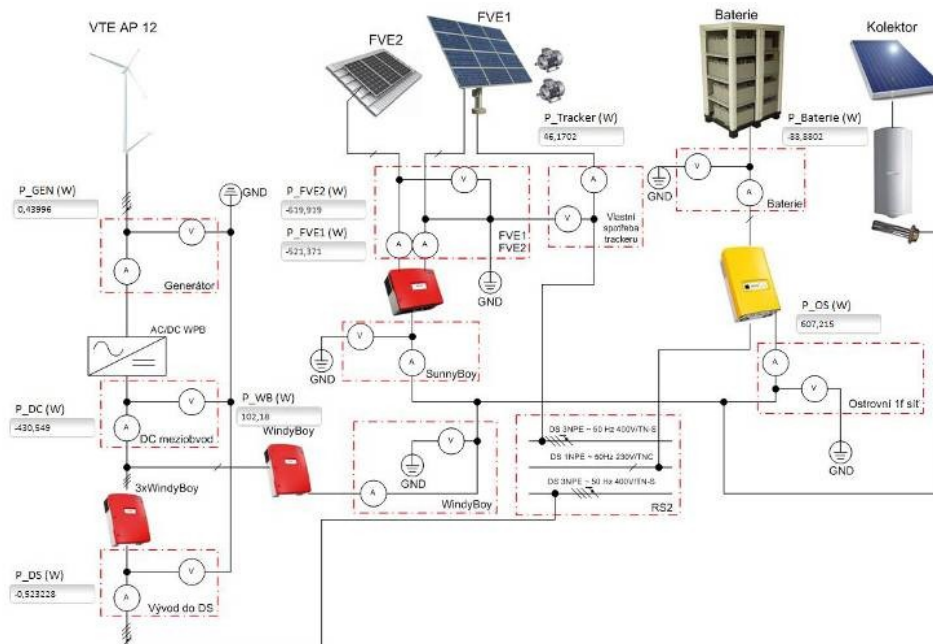 VTE AP 12
FVE2
FVE1
Baterie
Kolektor
P_Tracker (W)
46,1702
P_Baterie (W)
-88,8802
P_GEN (W)
0,43996
GND
V
A
Generátor
P_FVE2 (W)
-619,919
P_FVE1 (W)
-521,371
V
A
A
FVE1
FVE2
GND
A
V
Vlastní
spotřeba
trackeru
V
GND
A
Baterie
P_OS (W)
607,215
AC/DC WPB
V
GND
A
SunnyBoy
A
V
Ostrovní 1f síť
GND
P_DC (W)
-430,549
V
A
DC meziobvod
P_WB (W)
102,18
WindyBoy
V
GND
A
WindyBoy
DS 3NPE ~ 50 Hz 400V/TN-S
DS 1NPE ~ 50Hz 230V/TNC
DS 3NPE ~ 50 Hz 400V/TN-S
RS2
3xWindyBoy
P_DS (W)
-0,523228
V
A
Vývod do DS